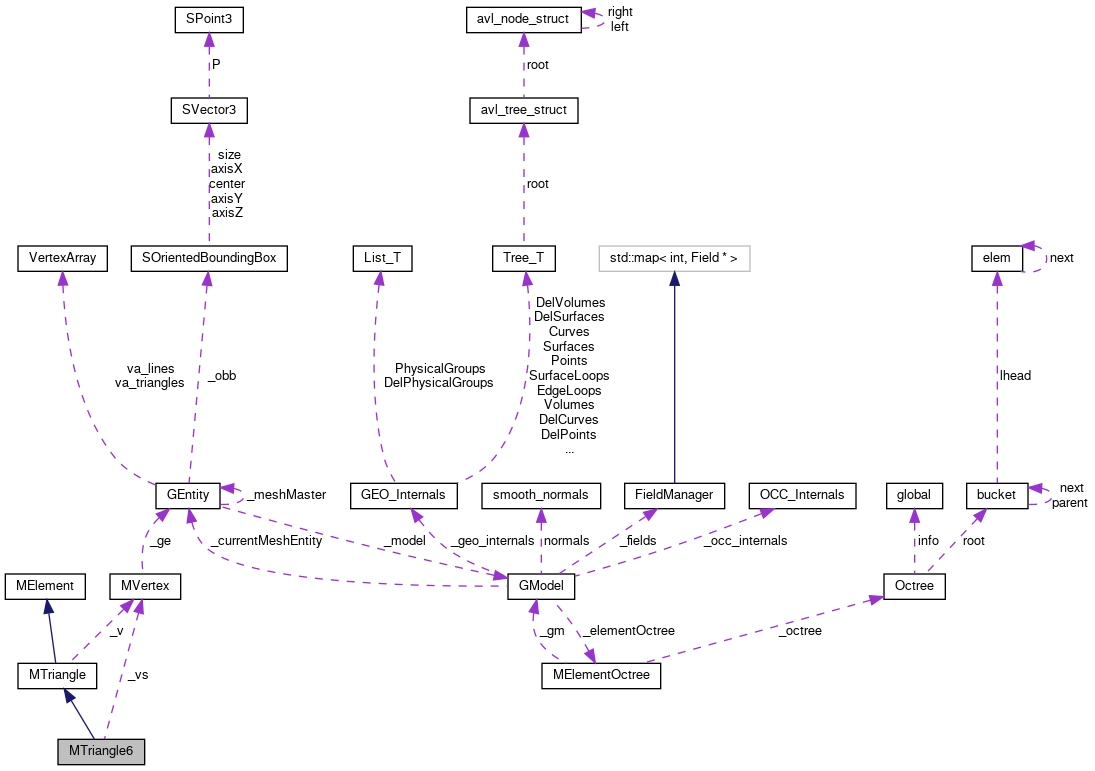 SPoint3
avl_node_struct
right
left
P
root
SVector3
avl_tree_struct
size
axisX
center
axisY
axisZ
root
VertexArray
SOrientedBoundingBox
List_T
Tree_T
std::map< int, Field * >
elem
next
va_lines
va_triangles
_obb
PhysicalGroups
DelPhysicalGroups
DelVolumes
DelSurfaces
Curves
Surfaces
Points
SurfaceLoops
EdgeLoops
Volumes
DelCurves
DelPoints
...
lhead
GEntity
_meshMaster
GEO_Internals
smooth_normals
FieldManager
OCC_Internals
global
bucket
next
parent
_ge
_currentMeshEntity
_model
_geo_internals
normals
_fields
_occ_internals
info
root
MElement
MVertex
GModel
Octree
_v
_gm
_elementOctree
_octree
MTriangle
_vs
MElementOctree
MTriangle6